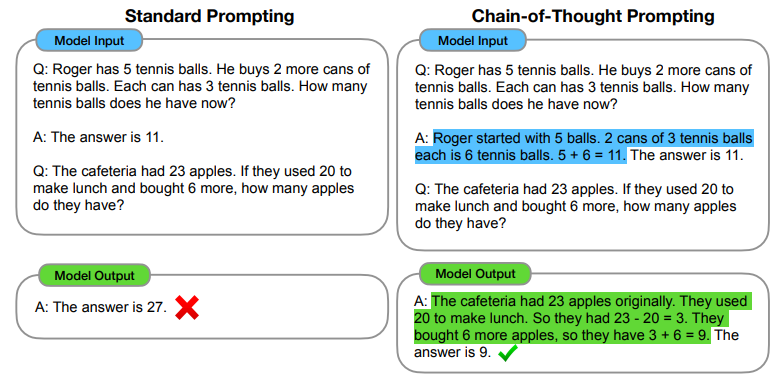 Standard Prompting
Model Input
Q: Roger has 5 tennis balls. He buys 2 more cans of
tennis balls. Each can has 3 tennis balls. How many
tennis balls does he have now?
A: The answer is 11.
Q: The cafeteria had 23 apples. If they used 20 to
make lunch and bought 6 more, how many apples
do they have?
Model Output
A: The answer is 27.
Chain-of-Thought Prompting
Model Input
Q: Roger has 5 tennis balls. He buys 2 more cans of
tennis balls. Each can has 3 tennis balls. How many
tennis balls does he have now?
A: Roger started with 5 balls. 2 cans of 3 tennis balls
each is 6 tennis balls. 5 + 6 = 11. The answer is 11.
Q: The cafeteria had 23 apples. If they used 20 to
make lunch and bought 6 more, how many apples
do they have?
Model Output
A: The cafeteria had 23 apples originally. They used
20 to make lunch. So they had 23 - 20 = 3. They
bought 6 more apples, so they have 3 + 6 = 9. The
answer is 9.